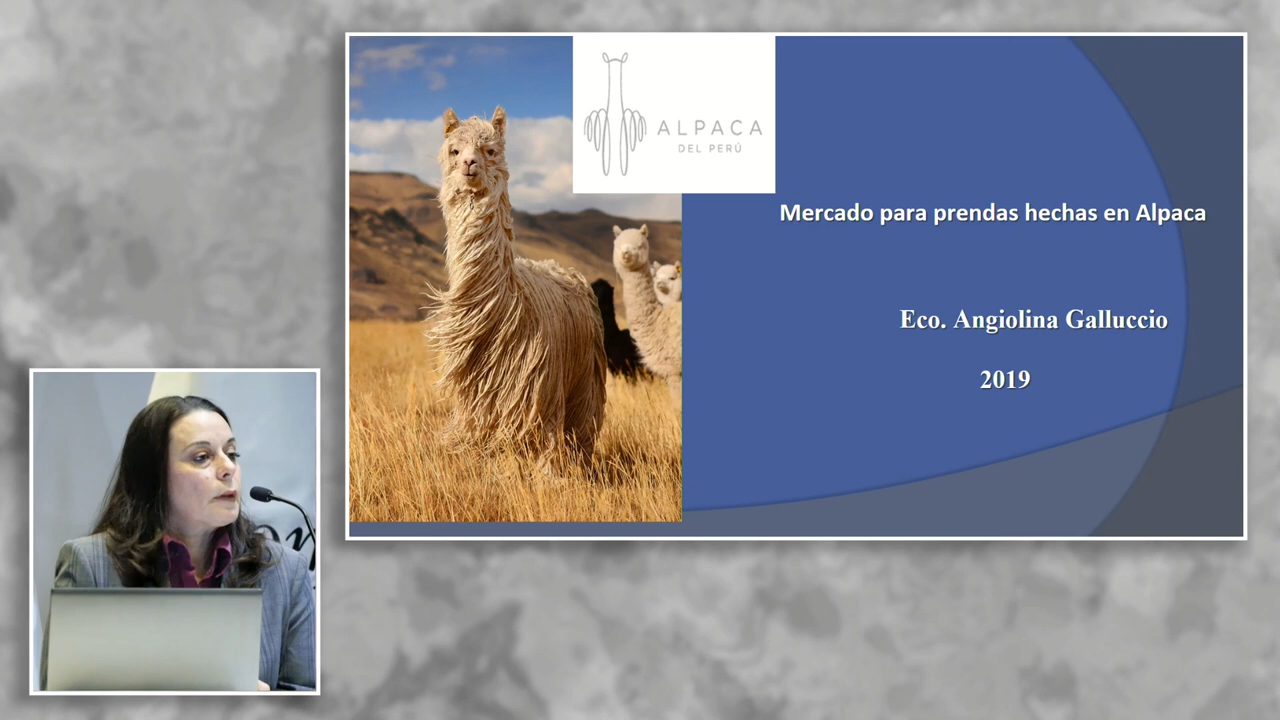 ALPACA
DEL PERÚ
Mercado para prendas hechas en Alpaca
Eco. Angiolina Galluccio
2019